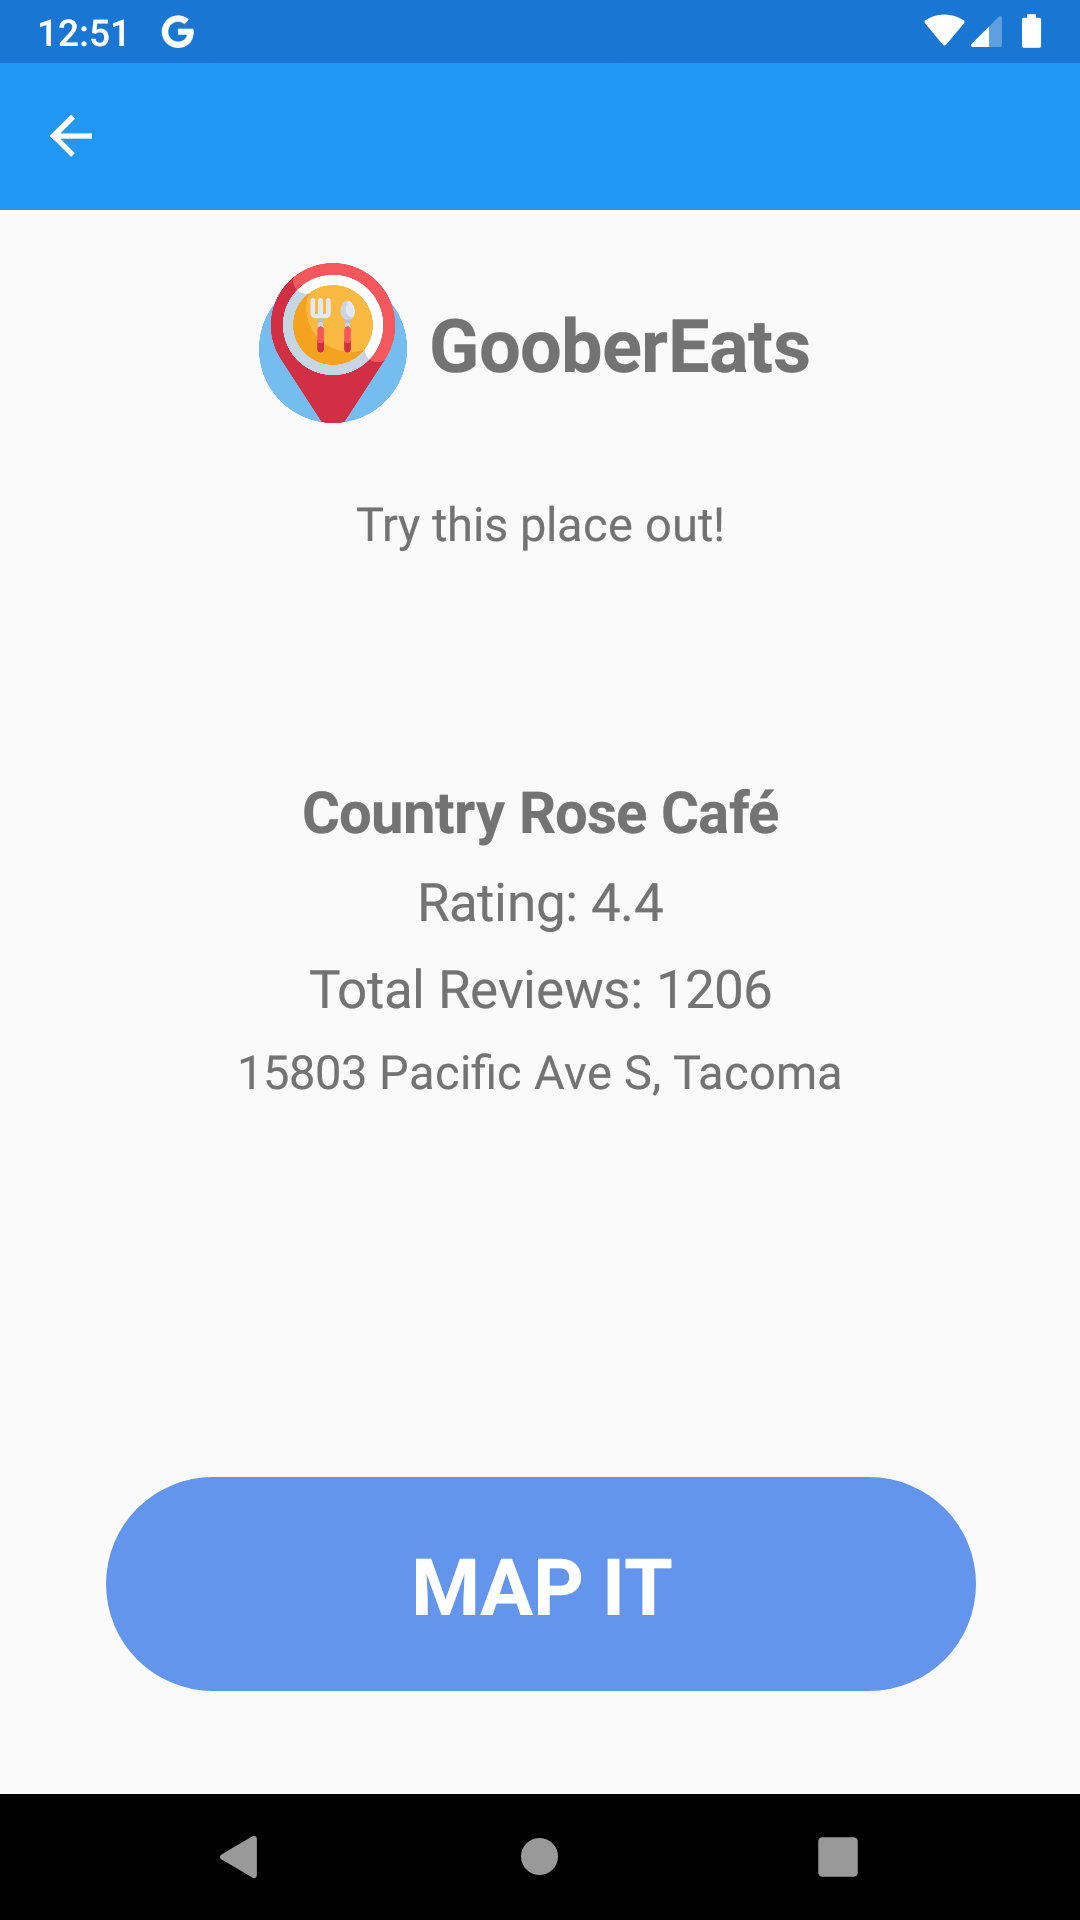 12:51
GooberEats
Try this place out!
Country Rose Café
Rating: 4.4
Total Reviews: 1206
15803 Pacific Ave S, Tacoma
MAP IT